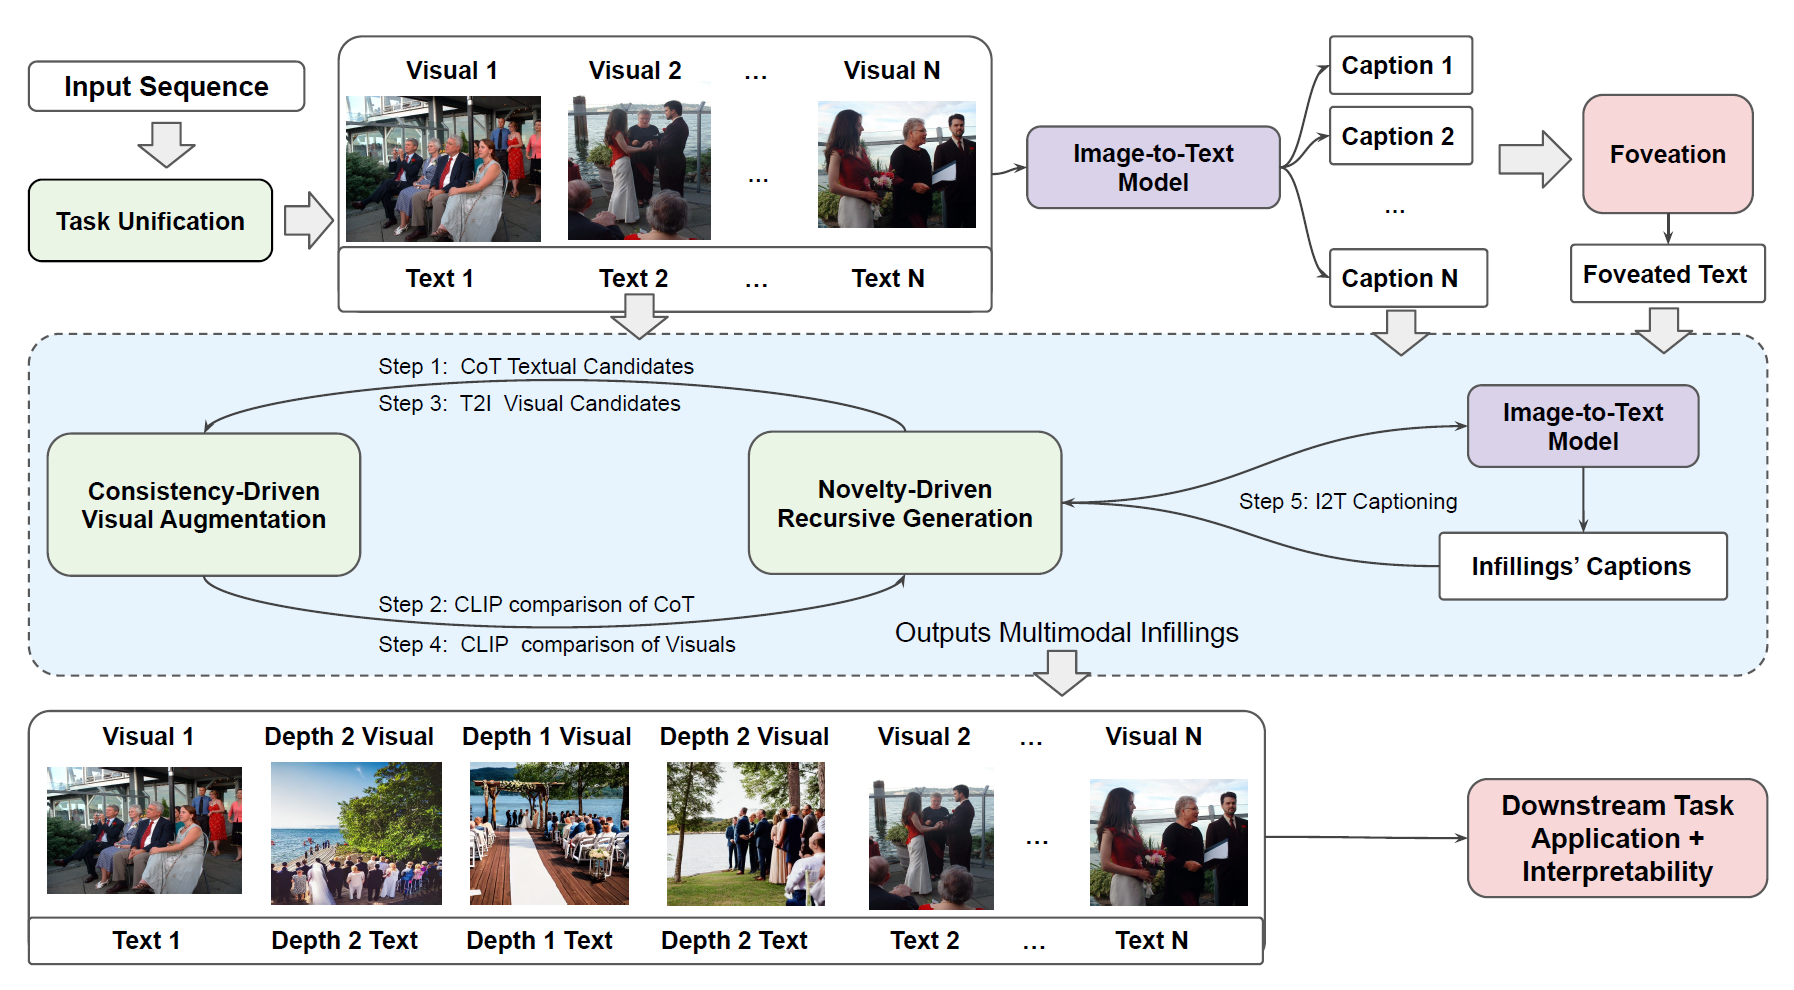 Input Sequence
Task Unification
Visual 1
Visual 2
...
Visual N
...
Text 1
Text 2
...
Text N
Image-to-Text
Model
Caption 1
Caption 2
...
Caption N
Foveation
Foveated Text
Step 1: CoT Textual Candidates
Step 3: T2I Visual Candidates
Consistency-Driven
Visual Augmentation
Novelty-Driven
Recursive Generation
Step 2: CLIP comparison of CoT
Step 4: CLIP comparison of Visuals
Image-to-Text
Model
Step 5: I2T Captioning
Infillings’ Captions
Outputs Multimodal Infillings
Visual 1
Depth 2 Visual
Depth 1 Visual
Depth 2 Visual
Visual 2
...
Visual N
...
Text 1
Depth 2 Text
Depth 1 Text
Depth 2 Text
Text 2
...
Text N
Downstream Task
Application +
Interpretability